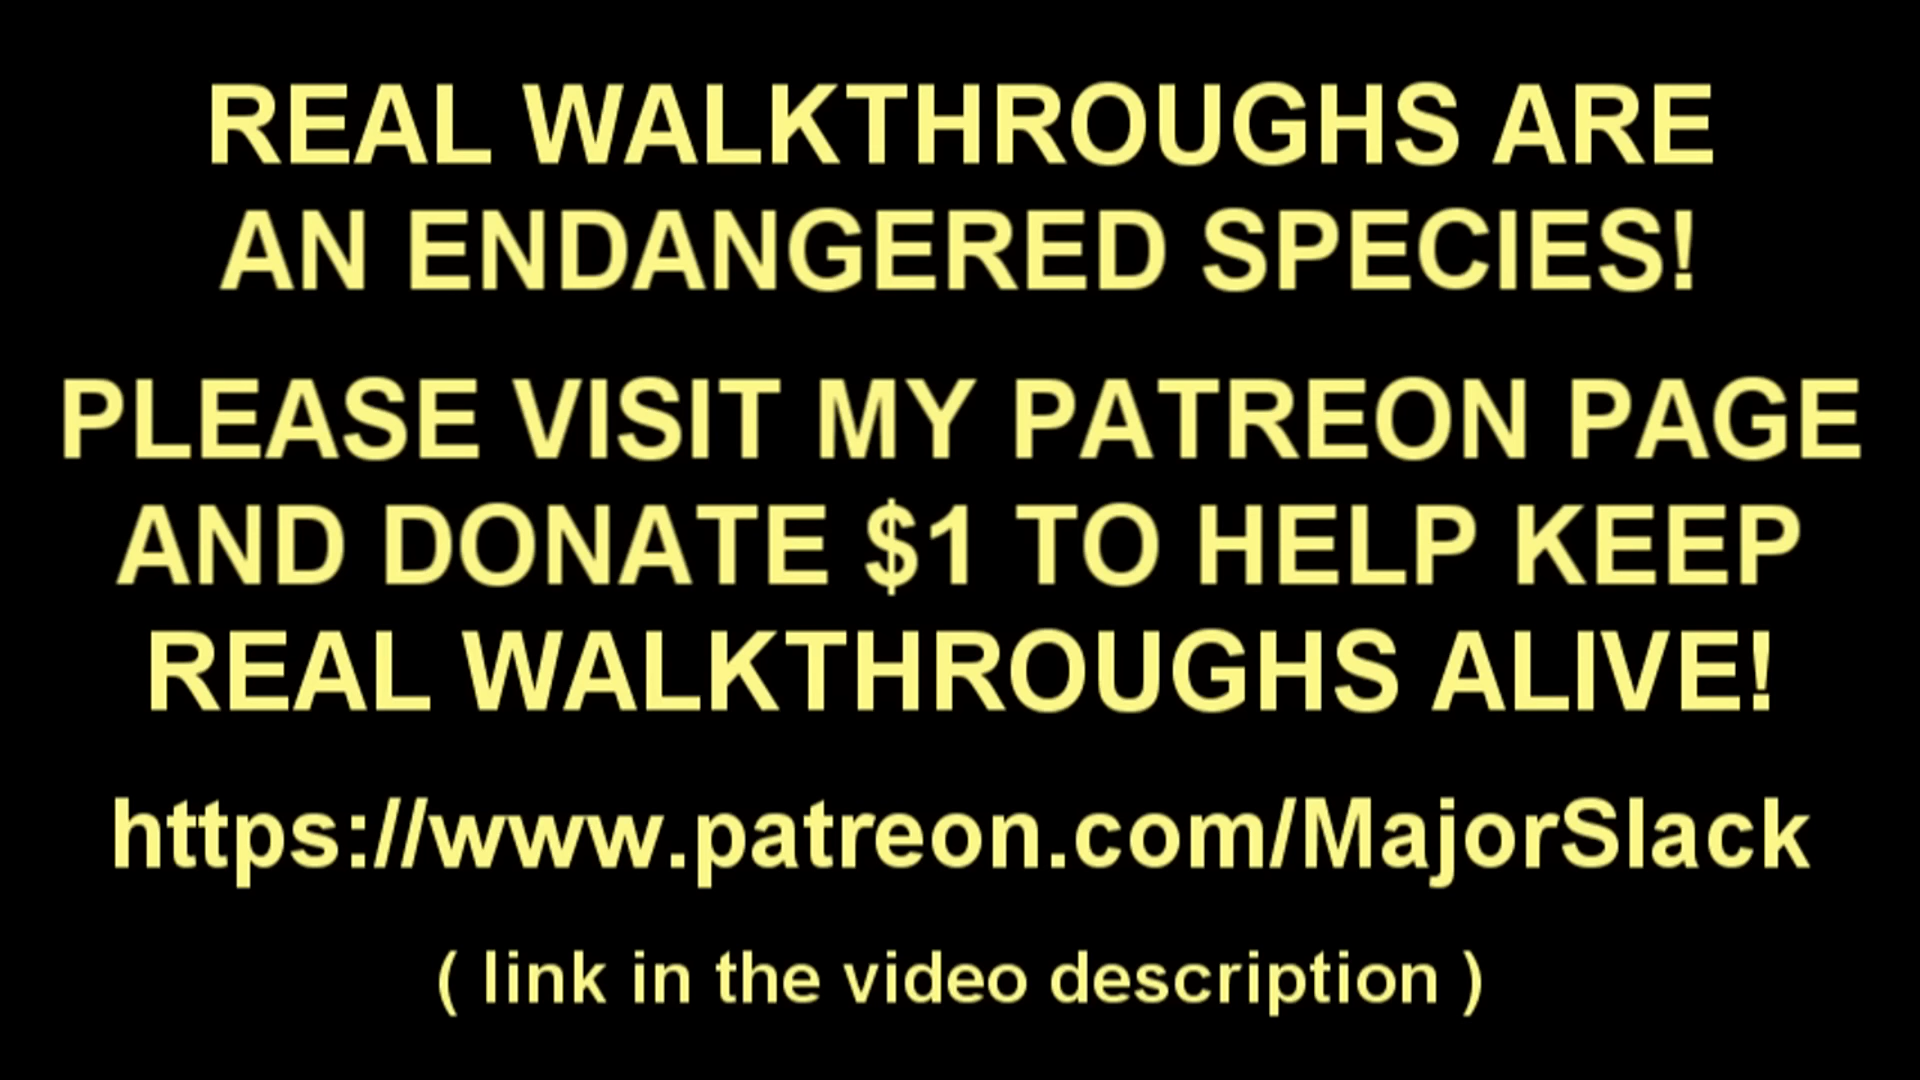 REAL WALKTHROUGHS ARE
AN ENDANGERED SPECIES!
PLEASE VISIT MY PATREON PAGE
AND DONATE $1 TO HELP KEEP
REAL WALKTHROUGHS ALIVE!
https://www.patreon.com/MajorSlack
( link in the video description )